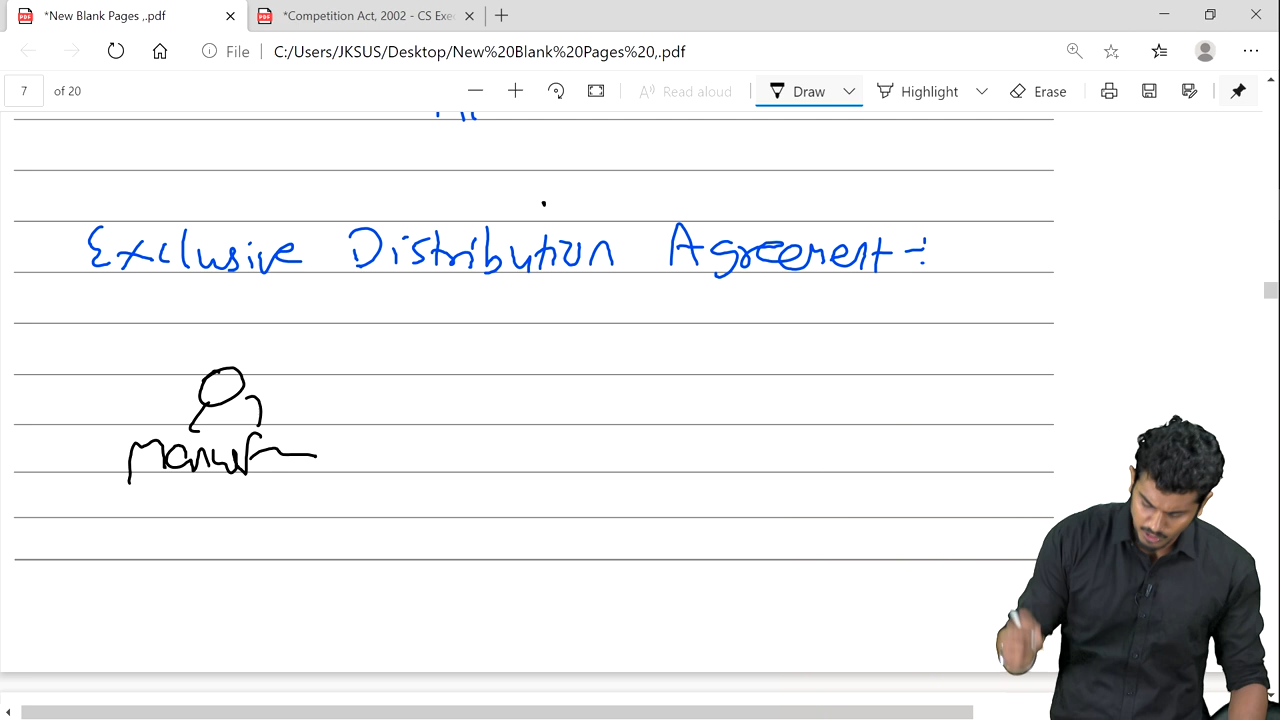 *New Blank Pages ,.pdf
*Competition Act, 2002 - CS Exe
File
C:/Users/JKSUS/Desktop/New%20Blank%20Pages%20,.pdf
7 of 20
Read aloud
Draw
Highlight
Erase
Exclusive Distribution Agreement :-
Manuf